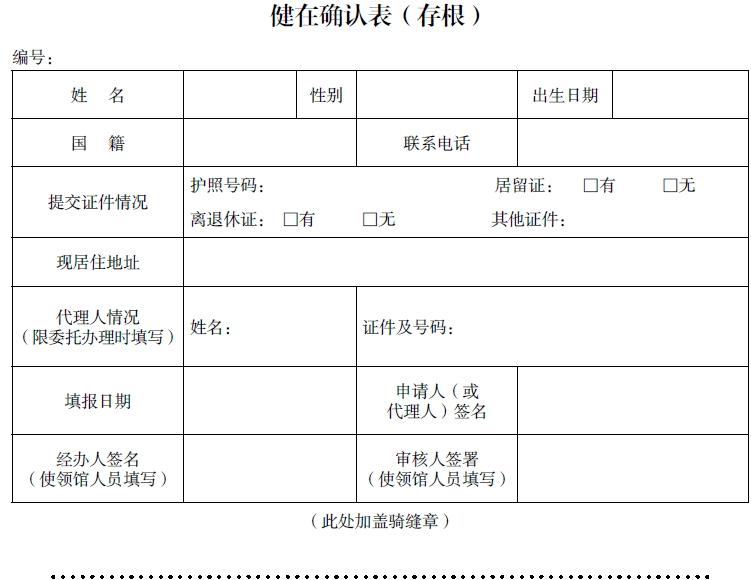 健在确认表（存根）
编号：
姓 名 性别 出生日期
国 籍 联系电话
提交证件情况
护照号码： 居留证： □有 □无
离退休证： □有 □无 其他证件：
现居住地址
代理人情况
（限委托办理时填写）
姓名： 证件及号码：
填报日期
申请人（或
代理人）签名
经办人签名
（使领馆人员填写）
审核人签署
（使领馆人员填写）
（此处加盖骑缝章）